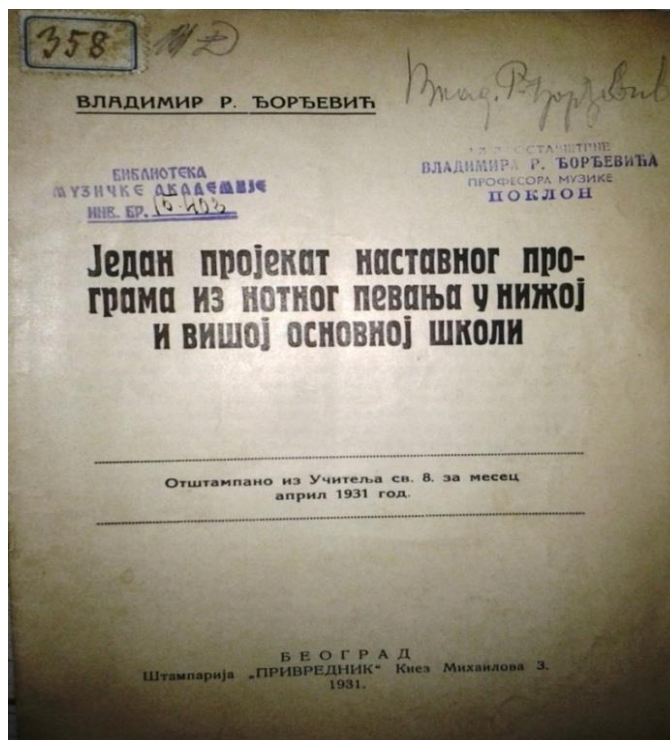 358
ВЛАДИМИР Р. ЂОРЂЕВИЋ
Влад. Р. Ђорђевић
БИБЛИОТЕКА
МУЗИЧКЕ АКАДЕМИЈЕ
ИНВ. БР.
ВЛАДИМИРА Р. ЂОРЂЕВИЋА
ПРОФЕСОРА МУЗИКЕ
ПОКЛОН
Један пројекат наставног про-
грама из нотног певања у нижој
и вишој основној школи
Отштампано из Учитеља св. 8. за месец
април 1931 год.
БЕОГРАД
Штампарија „ПРИВРЕДНИК“ Кнез Михаилова 3.
1931.